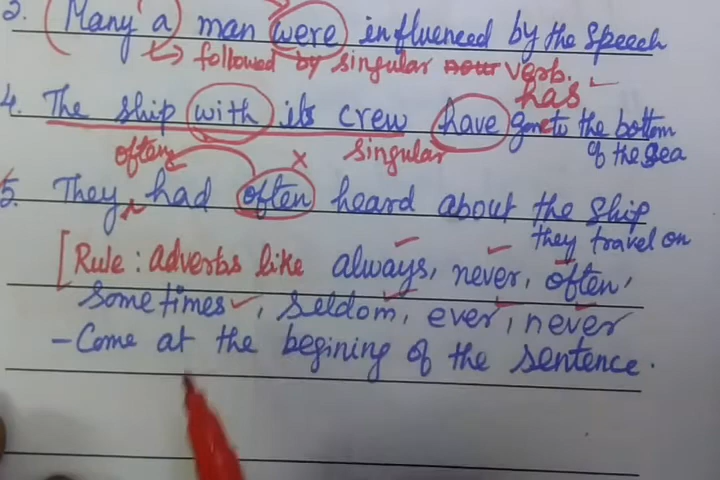 3. Many a man were influenced by the speech
followed by singular verb.
has
4. The ship with its crew have gone to the bottom
of the sea
often × singular
5. They had often heard about the ship
they travel on
[Rule: adverbs like always, never, often,
sometimes, seldom, ever, never
- Come at the begining of the sentence.